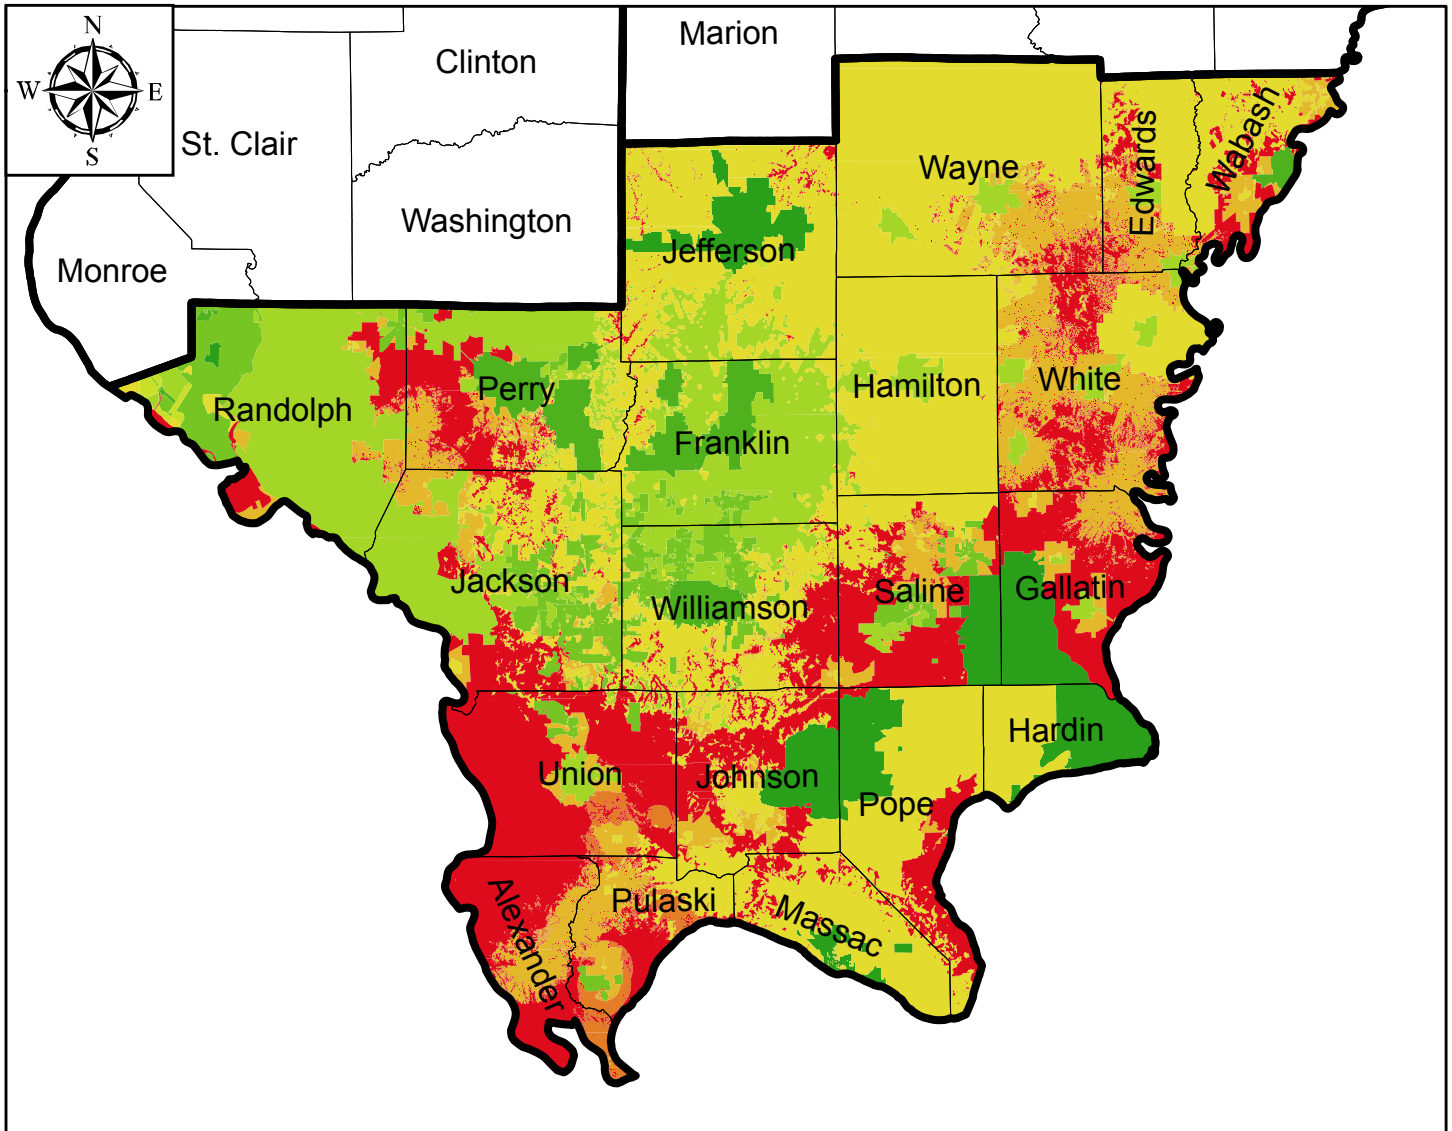 N
W E
S
Marion
Clinton
St. Clair
Washington
Monroe
Wayne
Edwards
Wabash
Jefferson
Randolph
Perry
Franklin
Hamilton
White
Jackson
Williamson
Saline
Gallatin
Union
Johnson
Pope
Hardin
Alexander
Pulaski
Massac